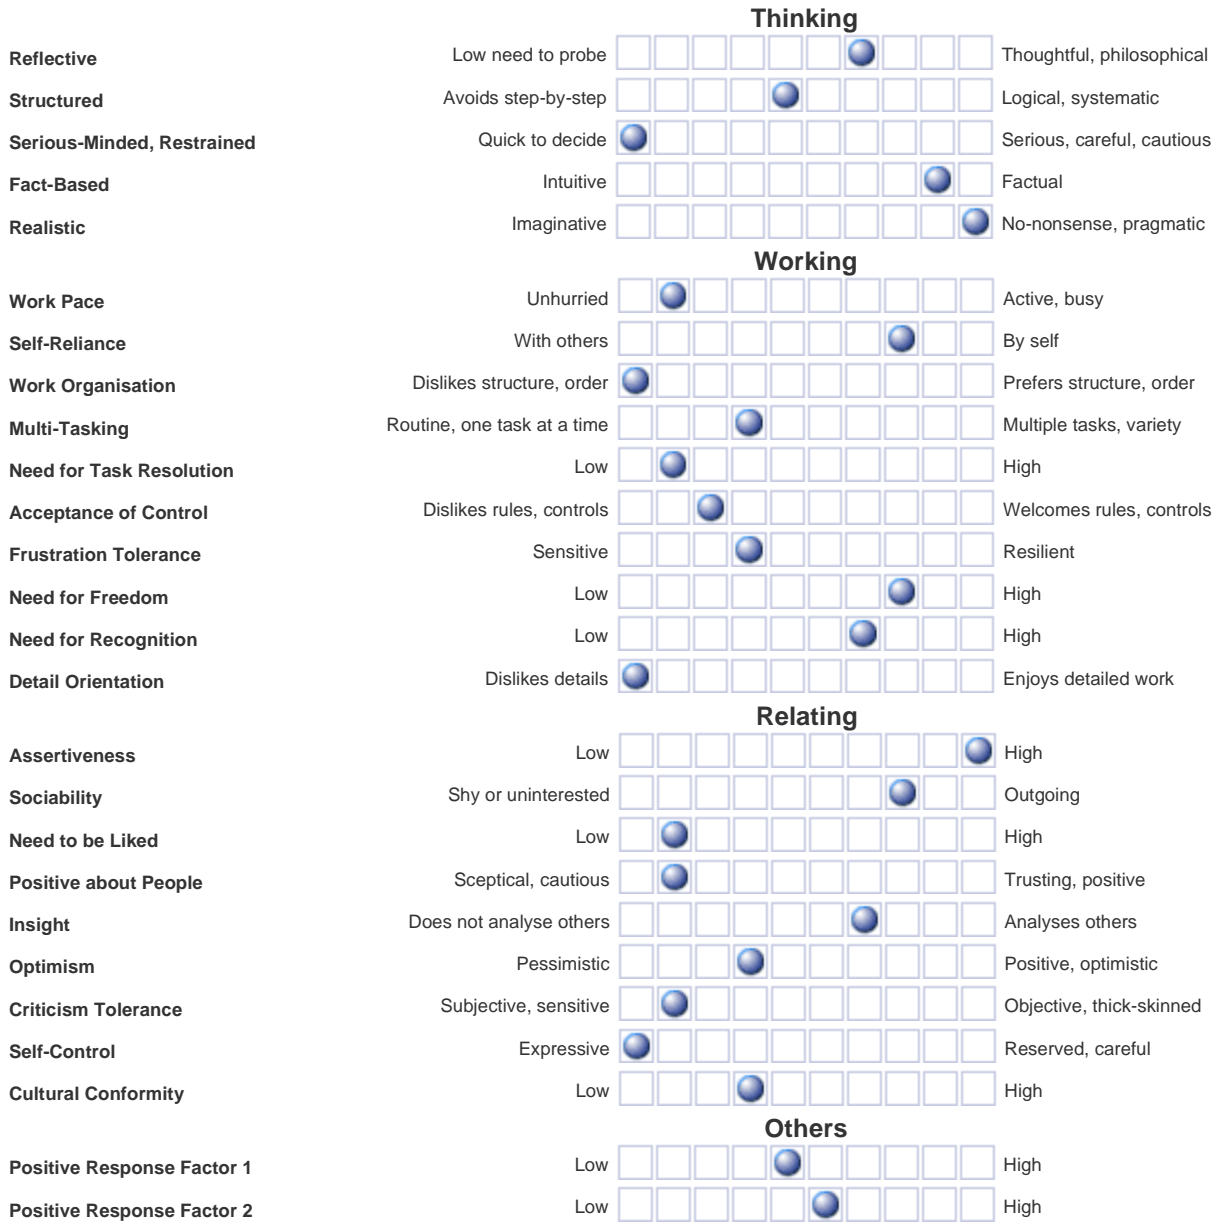 Thinking
Reflective Low need to probe Thoughtful, philosophical
Structured Avoids step-by-step Logical, systematic
Serious-Minded, Restrained Quick to decide Serious, careful, cautious
Fact-Based Intuitive Factual
Realistic Imaginative No-nonsense, pragmatic
Working
Work Pace Unhurried Active, busy
Self-Reliance With others By self
Work Organisation Dislikes structure, order Prefers structure, order
Multi-Tasking Routine, one task at a time Multiple tasks, variety
Need for Task Resolution Low High
Acceptance of Control Dislikes rules, controls Welcomes rules, controls
Frustration Tolerance Sensitive Resilient
Need for Freedom Low High
Need for Recognition Low High
Detail Orientation Dislikes details Enjoys detailed work
Relating
Assertiveness Low High
Sociability Shy or uninterested Outgoing
Need to be Liked Low High
Positive about People Sceptical, cautious Trusting, positive
Insight Does not analyse others Analyses others
Optimism Pessimistic Positive, optimistic
Criticism Tolerance Subjective, sensitive Objective, thick-skinned
Self-Control Expressive Reserved, careful
Cultural Conformity Low High
Others
Positive Response Factor 1 Low High
Positive Response Factor 2 Low High